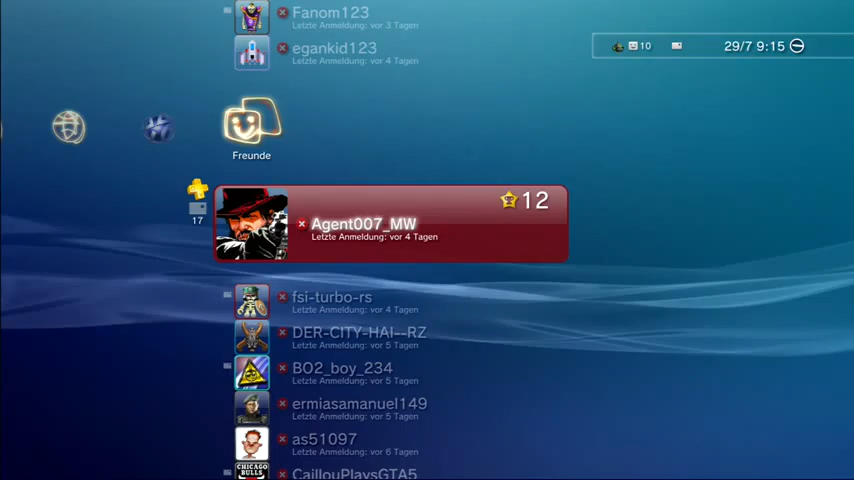 Fanom123
Letzte Anmeldung: vor 3 Tagen
egankid123
Letzte Anmeldung: vor 4 Tagen
10
29/7 9:15
Freunde
17
12
Agent007_MW
Letzte Anmeldung: vor 4 Tagen
fsi-turbo-rs
Letzte Anmeldung: vor 4 Tagen
DER-CITY-HAI--RZ
Letzte Anmeldung: vor 5 Tagen
BO2_boy_234
Letzte Anmeldung: vor 5 Tagen
ermiasamanuel149
Letzte Anmeldung: vor 5 Tagen
as51097
Letzte Anmeldung: vor 6 Tagen
CHICAGO
BULLS
CaillouPlaysGTA5